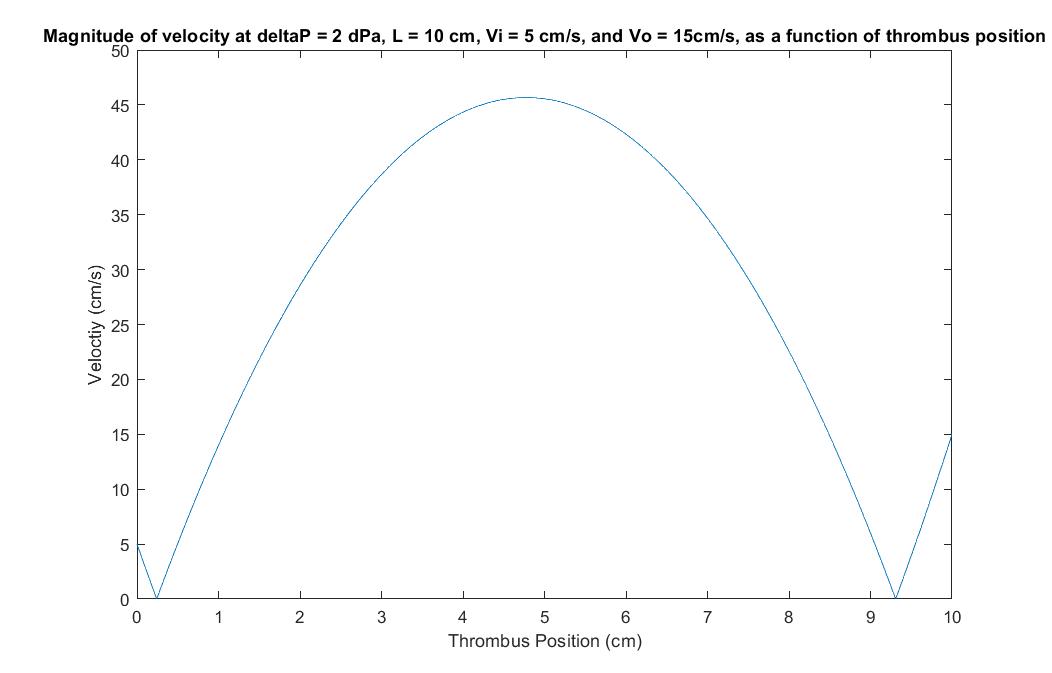 Magnitude of velocity at deltaP = 2 dPa, L = 10 cm, Vi = 5 cm/s, and Vo = 15cm/s, as a function of thrombus position
50
45
40
35
30
25
20
15
10
5
0
Veloctiy (cm/s)
0 1 2 3 4 5 6 7 8 9 10
Thrombus Position (cm)